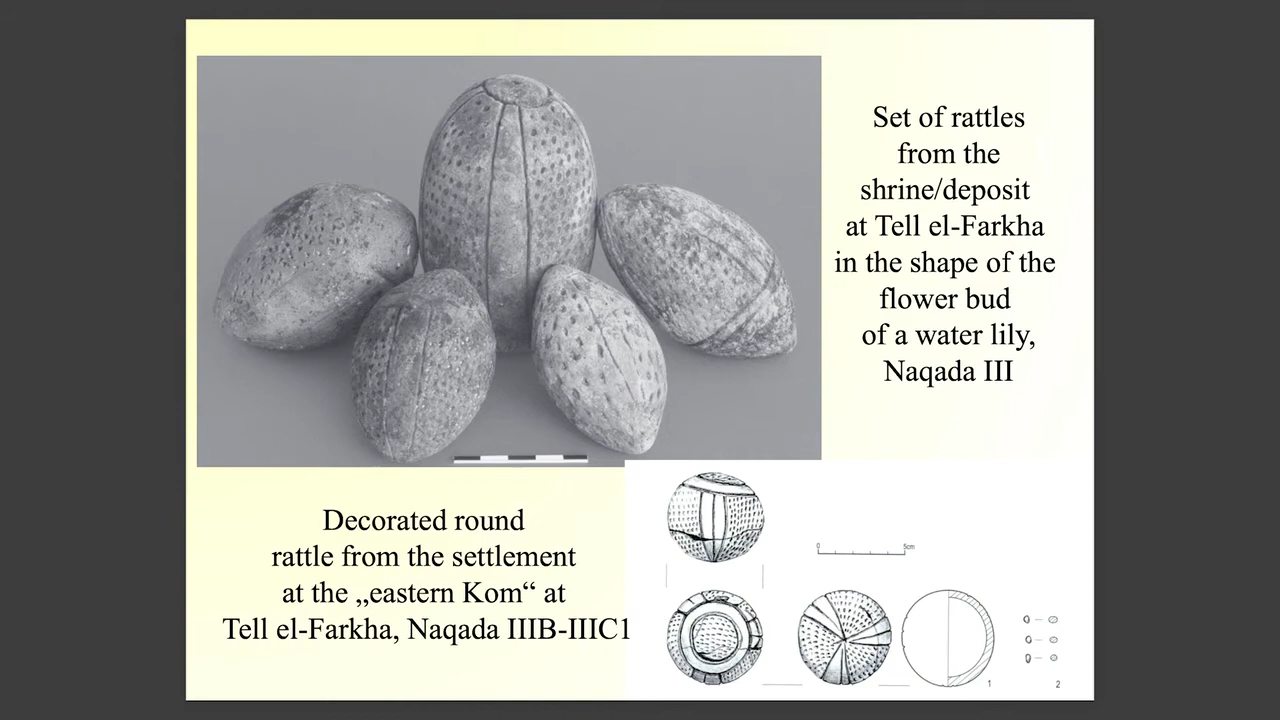 Set of rattles
from the
shrine/deposit
at Tell el-Farkha
in the shape of the
flower bud
of a water lily,
Naqada III
Decorated round
rattle from the settlement
at the „eastern Kom“ at
Tell el-Farkha, Naqada IIIB-IIIC1
0 5cm
1
2